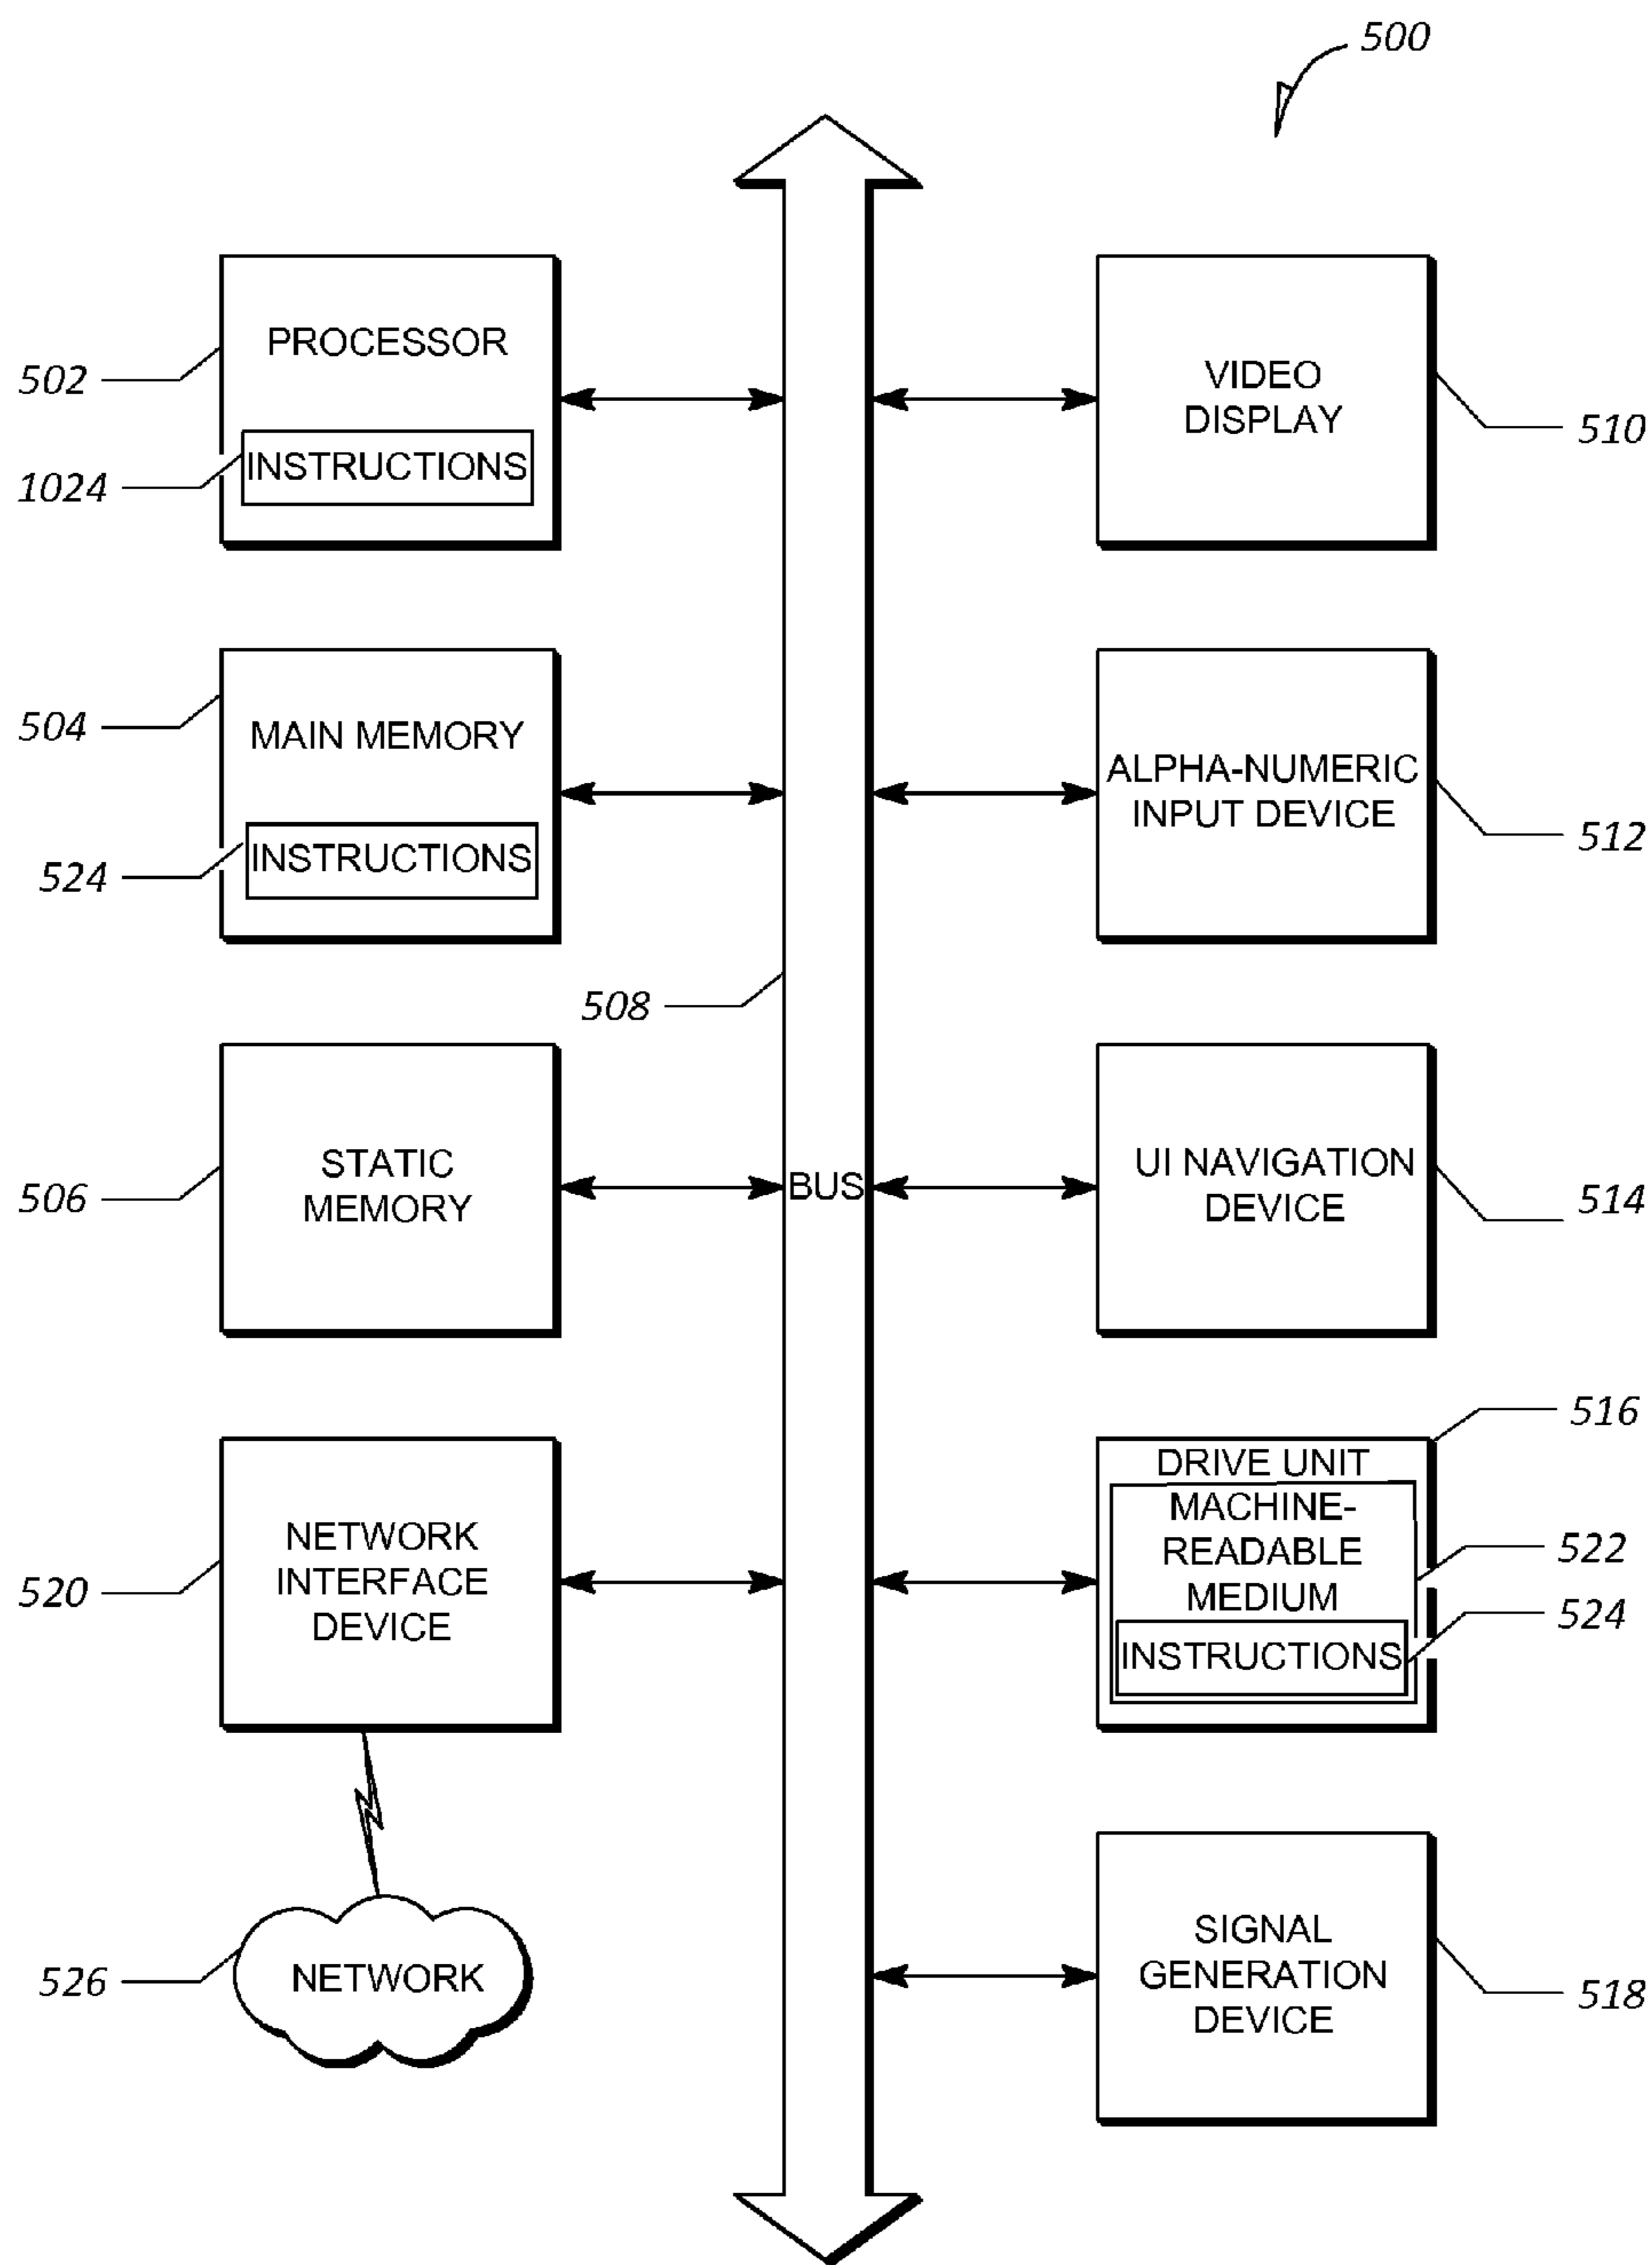 500
PROCESSOR
502
INSTRUCTIONS
1024
VIDEO
DISPLAY
510
MAIN MEMORY
504
INSTRUCTIONS
524
ALPHA-NUMERIC
INPUT DEVICE
512
508
STATIC
MEMORY
506
BUS
UI NAVIGATION
DEVICE
514
NETWORK
INTERFACE
DEVICE
520
516
DRIVE UNIT
MACHINE-
READABLE
MEDIUM
522
INSTRUCTIONS
524
NETWORK
526
SIGNAL
GENERATION
DEVICE
518